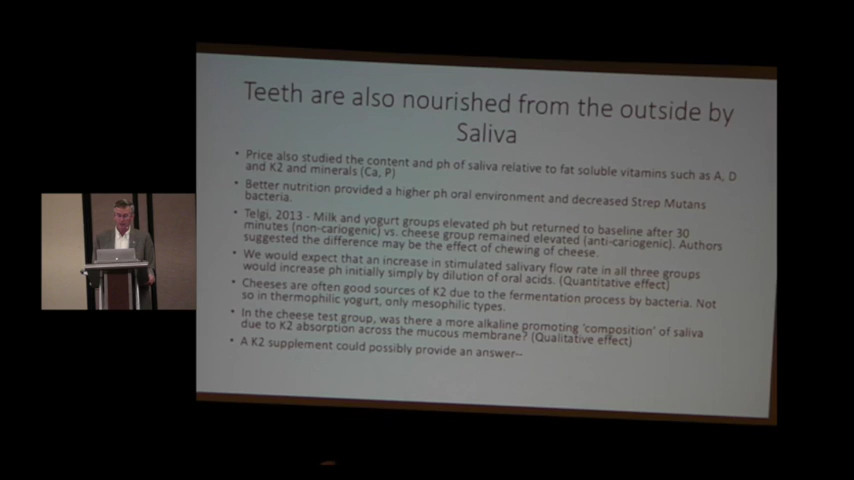 Teeth are also nourished from the outside by
Saliva
• Price also studied the content and ph of saliva relative to fat soluble vitamins such as A, D
and K2 and minerals (Ca, P)
• Better nutrition provided a higher ph oral environment and decreased Strep Mutans
bacteria.
• Telgi, 2013 - Milk and yogurt groups elevated ph but returned to baseline after 30
minutes (non-cariogenic) vs. cheese group remained elevated (anti-cariogenic). Authors
suggested the difference may be the effect of chewing of cheese.
• We would expect that an increase in stimulated salivary flow rate in all three groups
would increase ph initially simply by dilution of oral acids. (Quantitative effect)
• Cheeses are often good sources of K2 due to the fermentation process by bacteria. Not
so in thermophilic yogurt, only mesophilic types.
• In the cheese test group, was there a more alkaline promoting 'composition' of saliva
due to K2 absorption across the mucous membrane? (Qualitative effect)
• A K2 supplement could possibly provide an answer--